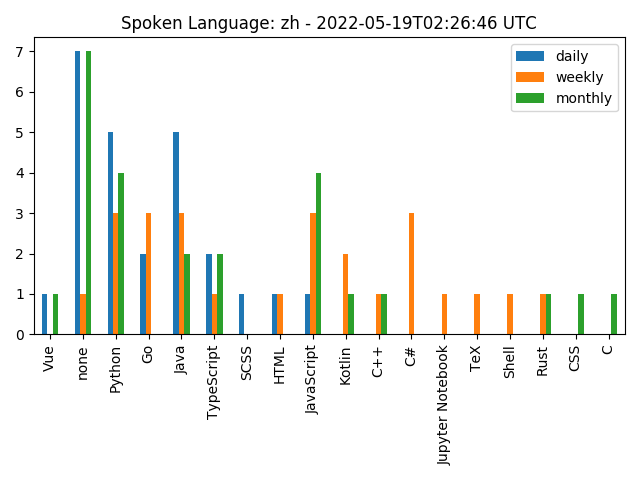 Spoken Language: zh - 2022-05-19T02:26:46 UTC
daily
weekly
monthly
7
6
5
4
3
2
1
0
Vue
none
Python
Go
Java
TypeScript
SCSS
HTML
JavaScript
Kotlin
C++
C#
Jupyter Notebook
TeX
Shell
Rust
CSS
C